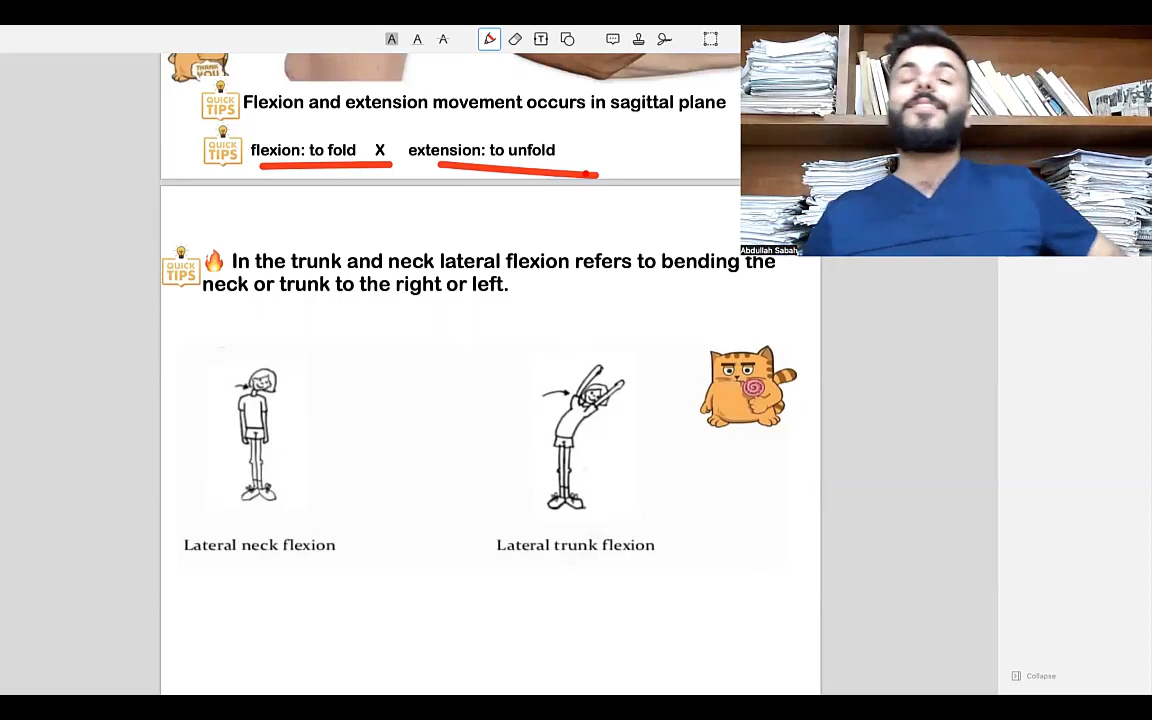 A A A
THANK
YOU
QUICK
TIPS
Flexion and extension movement occurs in sagittal plane
QUICK
TIPS
flexion: to fold X extension: to unfold
Abdullah Sabah
QUICK
TIPS
🔥 In the trunk and neck lateral flexion refers to bending the
neck or trunk to the right or left.
Lateral neck flexion
Lateral trunk flexion
Collapse